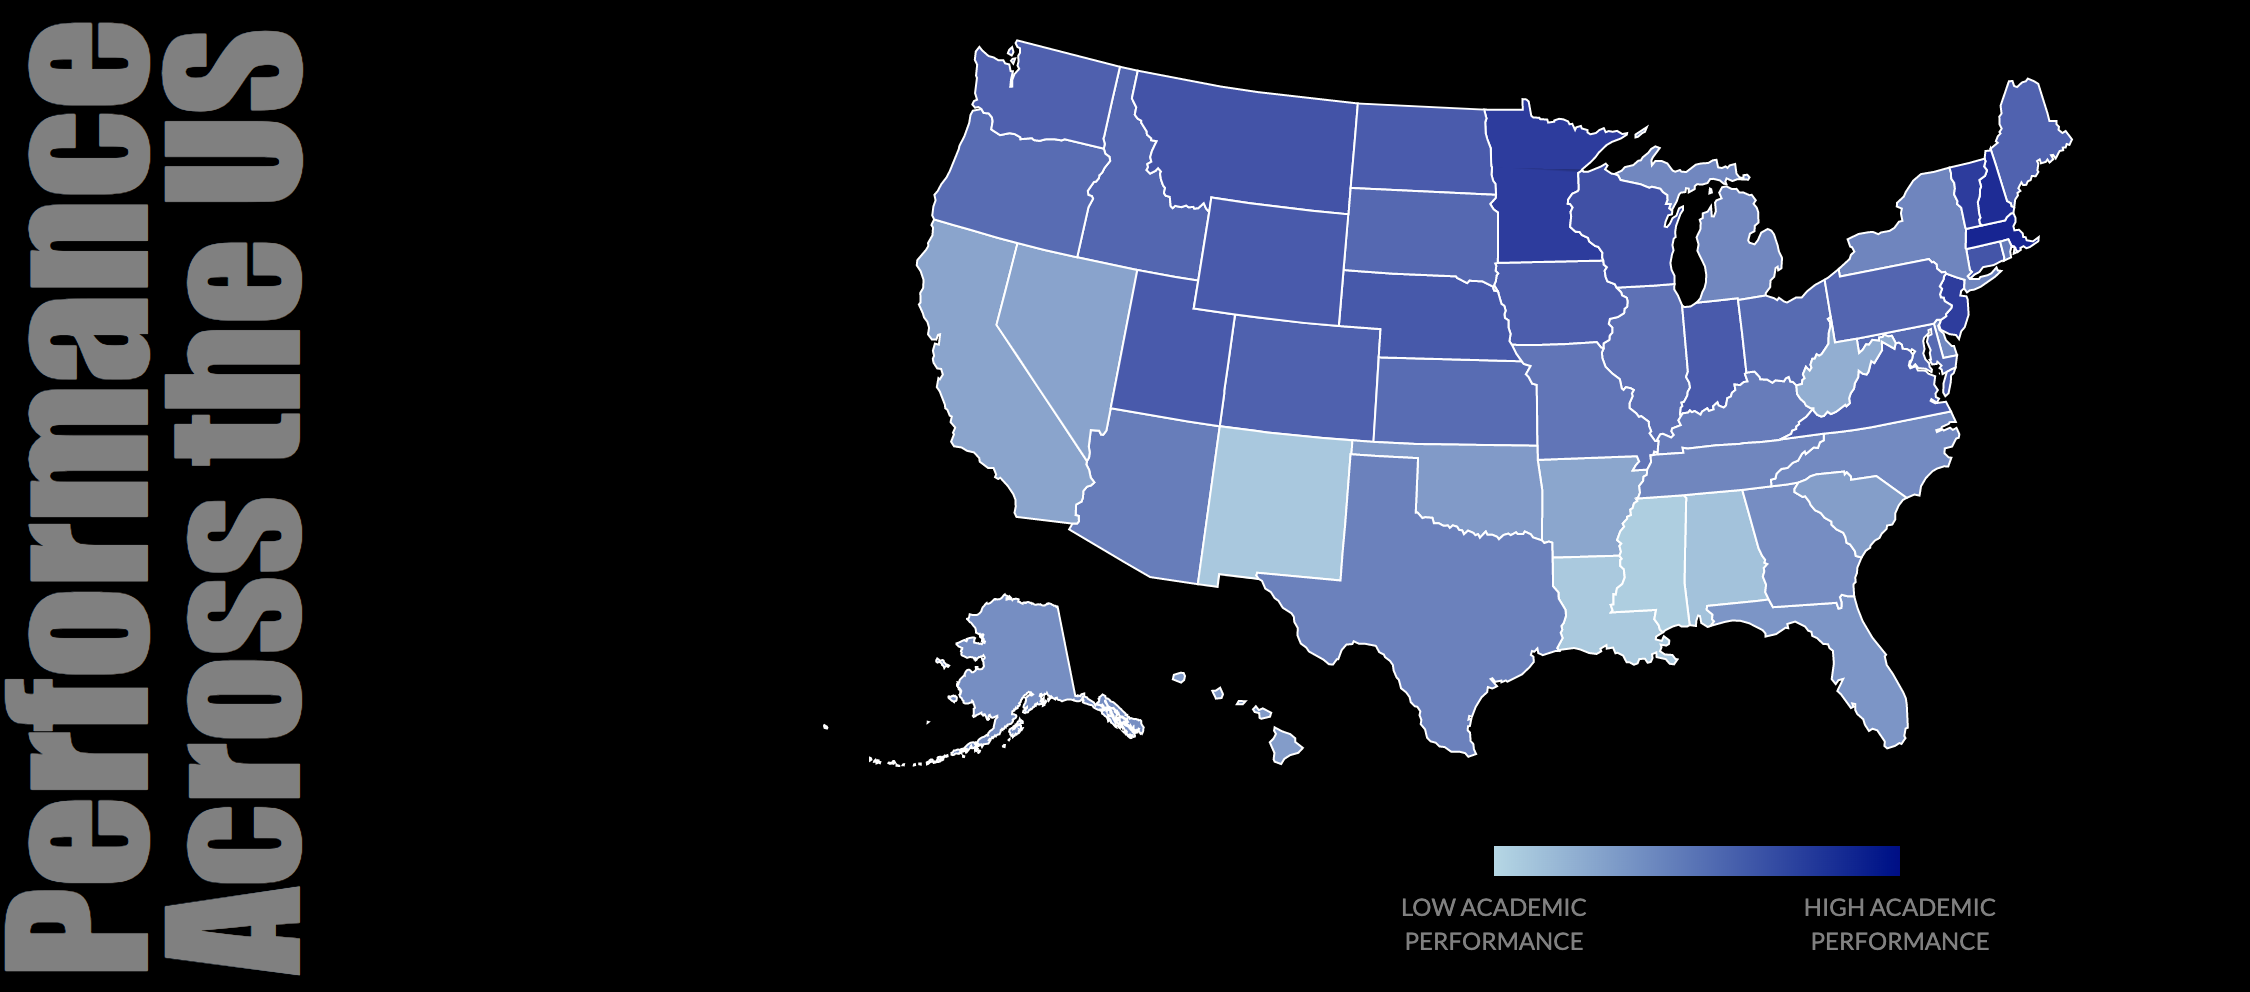 Performance
Across the US
LOW ACADEMIC
PERFORMANCE
HIGH ACADEMIC
PERFORMANCE